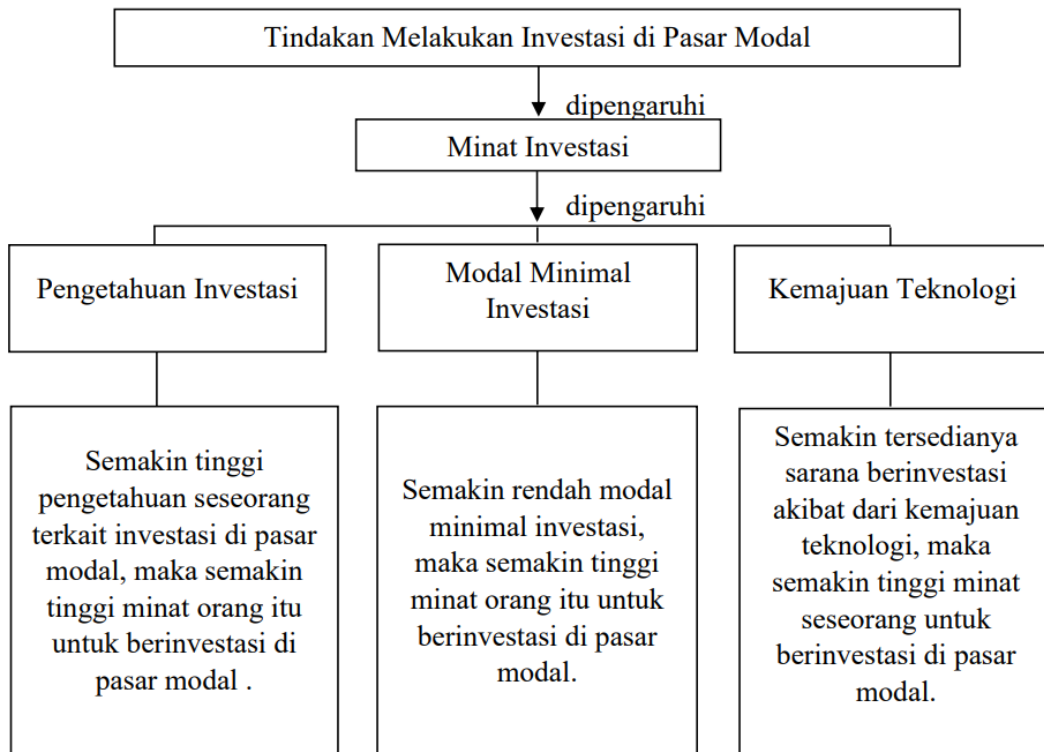 Tindakan Melakukan Investasi di Pasar Modal
dipengaruhi
Minat Investasi
dipengaruhi
Pengetahuan Investasi
Modal Minimal
Investasi
Kemajuan Teknologi
Semakin tinggi
pengetahuan seseorang
terkait investasi di pasar
modal, maka semakin
tinggi minat orang itu
untuk berinvestasi di
pasar modal .
Semakin rendah modal
minimal investasi,
maka semakin tinggi
minat orang itu untuk
berinvestasi di pasar
modal.
Semakin tersedianya
sarana berinvestasi
akibat dari kemajuan
teknologi, maka
semakin tinggi minat
seseorang untuk
berinvestasi di pasar
modal.